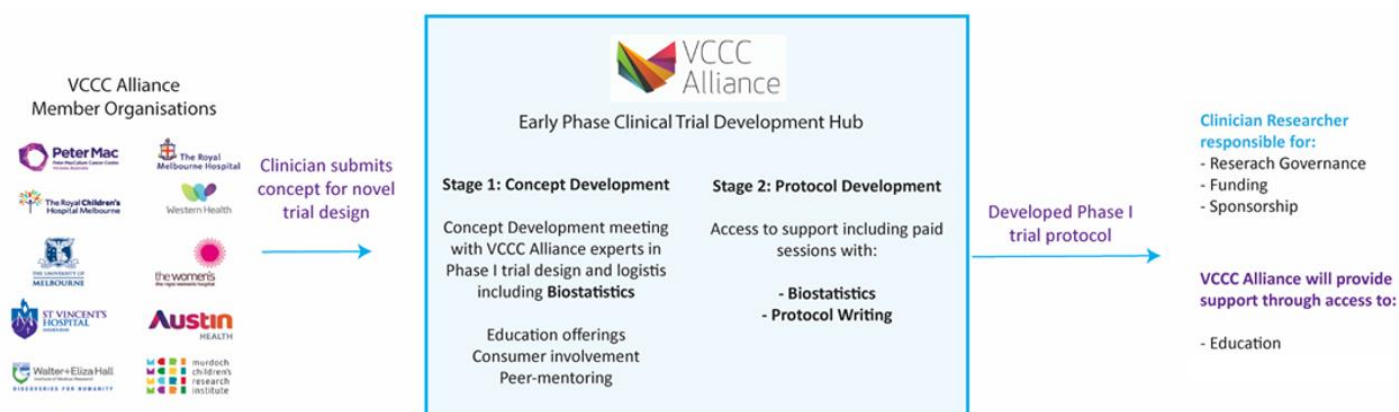 VCCC Alliance
Member Organisations
Peter Mac
Peter MacCallum Cancer Centre
Victoria Australia
The Royal
Melbourne Hospital
The Royal Children's
Hospital Melbourne
Western Health
THE UNIVERSITY OF
MELBOURNE
the women's
the royal women's hospital
ST VINCENT'S
HOSPITAL
MELBOURNE
Austin
HEALTH
Walter+Eliza Hall
Institute of Medical Research
DISCOVERIES FOR HUMANITY
murdoch
children's
research
institute
Clinician submits
concept for novel
trial design
VCCC
Alliance
Early Phase Clinical Trial Development Hub
Stage 1: Concept Development
Concept Development meeting
with VCCC Alliance experts in
Phase I trial design and logistis
including Biostatistics
Education offerings
Consumer involvement
Peer-mentoring
Stage 2: Protocol Development
Access to support including paid
sessions with:
- Biostatistics
- Protocol Writing
Developed Phase I
trial protocol
Clinician Researcher
responsible for:
- Reserach Governance
- Funding
- Sponsorship
VCCC Alliance will provide
support through access to:
- Education